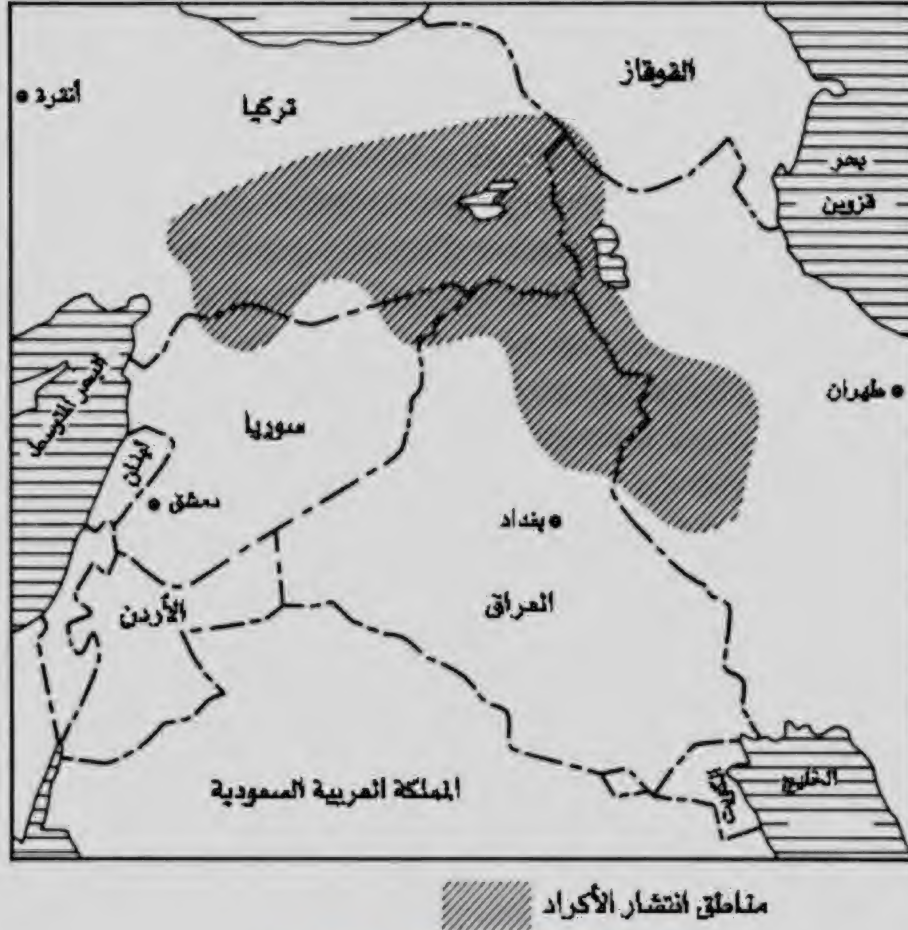 القوقاز
أنقرة
تركيا
بحر
قزوين
طهران
البحر المتوسط
سوريا
لبنان
دمشق
بغداد
العراق
الأردن
المملكة العربية السعودية
الكويت
الخليج
مناطق انتشار الأكراد